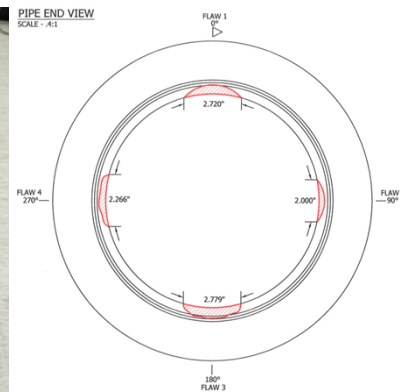 PIPE END VIEW
SCALE - .4:1
FLAW 1
0°
2.720"
FLAW 4
270°
2.266"
2.000"
FLAW
90°
2.779"
180°
FLAW 3